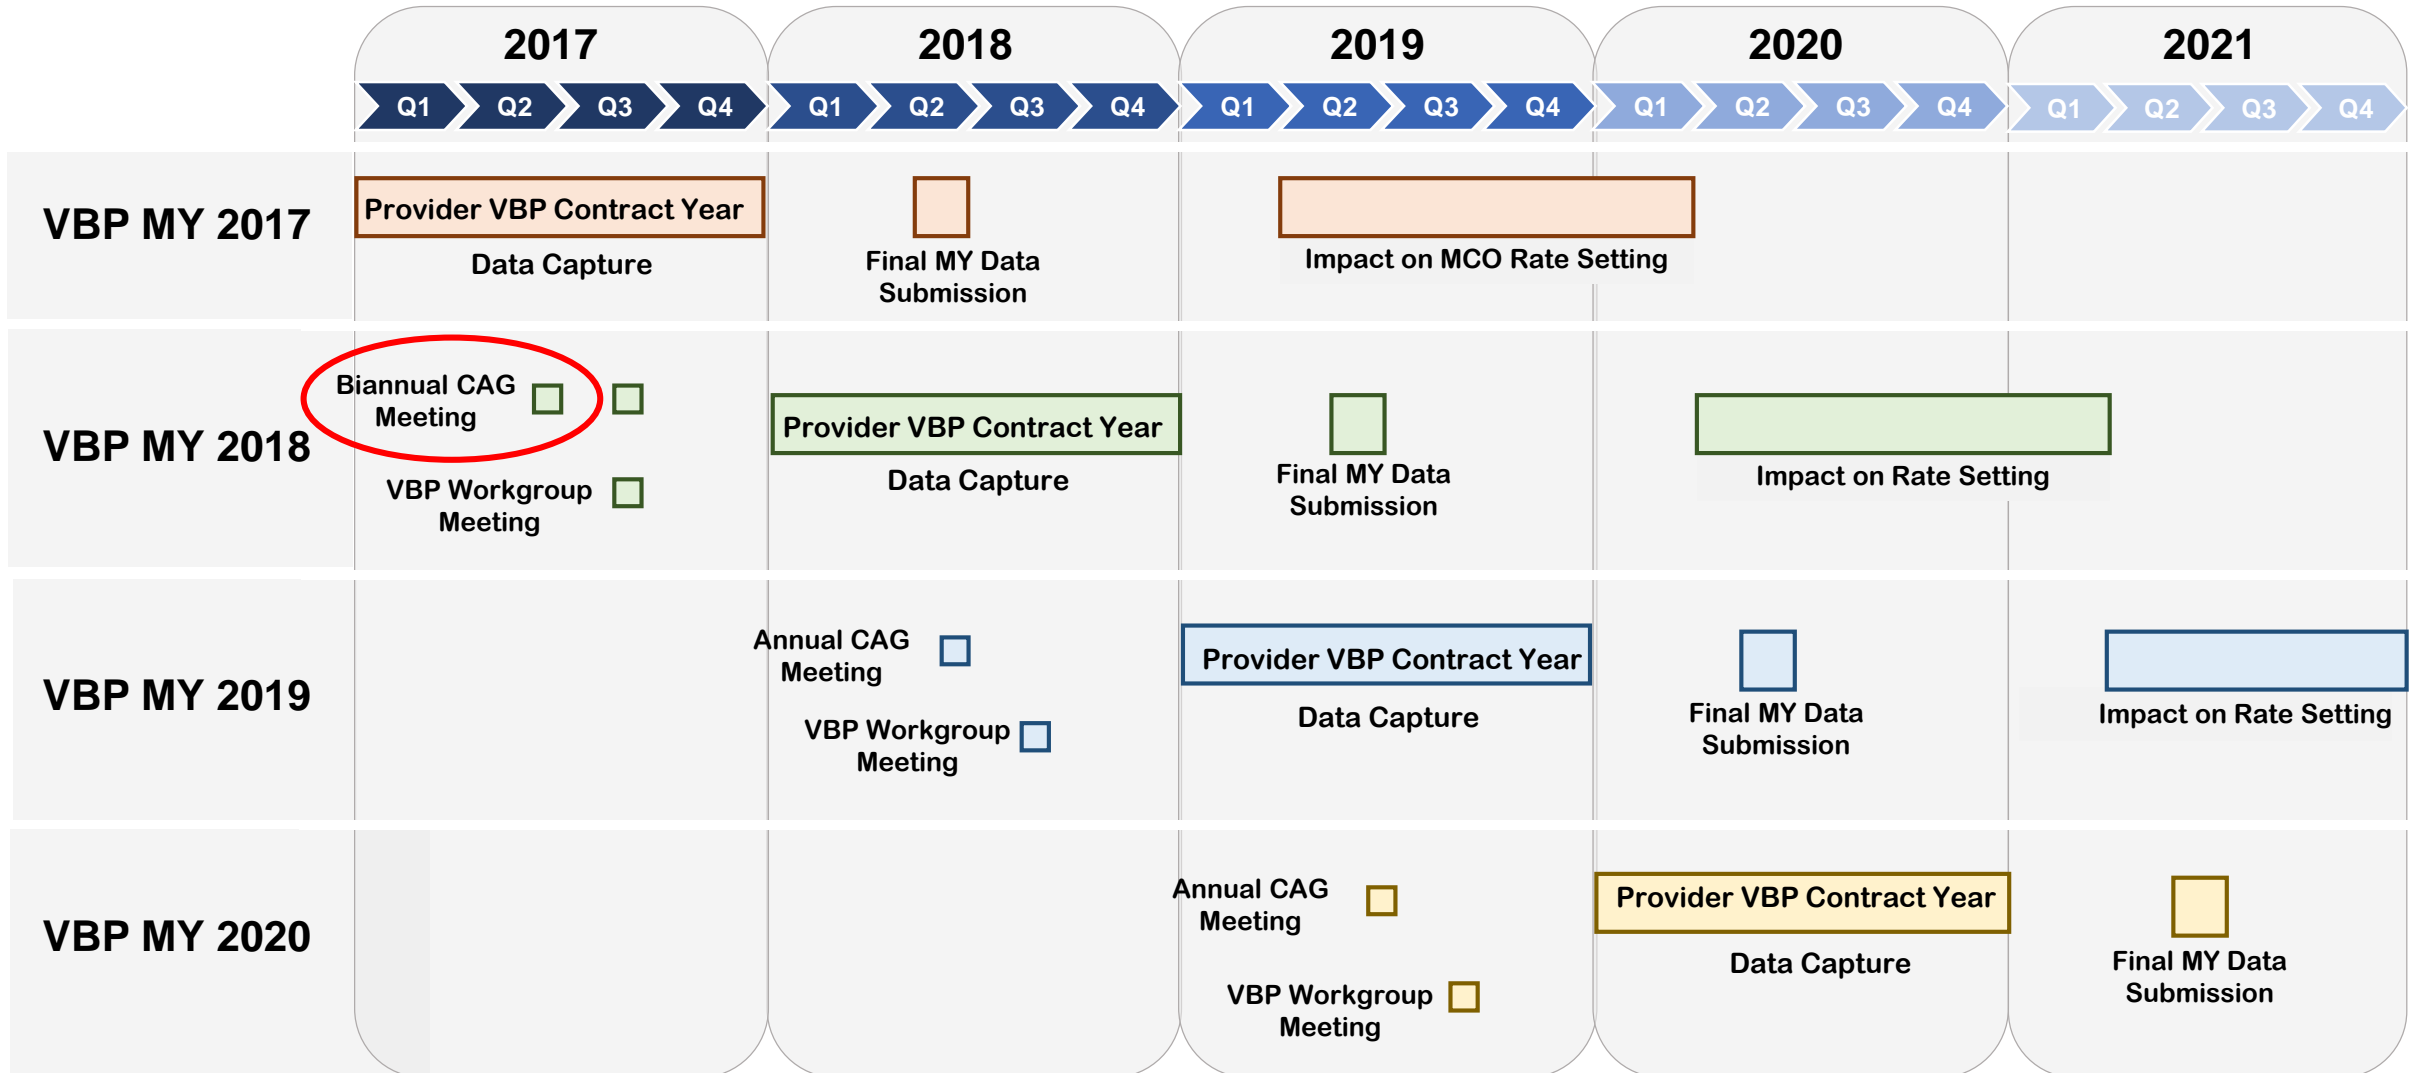 2017
2018
2019
2020
2021
Q1 Q2 Q3 Q4 Q1 Q2 Q3 Q4 Q1 Q2 Q3 Q4 Q1 Q2 Q3 Q4 Q1 Q2 Q3 Q4
VBP MY 2017
Provider VBP Contract Year
Data Capture
Final MY Data
Submission
Impact on MCO Rate Setting
VBP MY 2018
Biannual CAG
Meeting
VBP Workgroup
Meeting
Provider VBP Contract Year
Data Capture
Final MY Data
Submission
Impact on Rate Setting
VBP MY 2019
Annual CAG
Meeting
VBP Workgroup
Meeting
Provider VBP Contract Year
Data Capture
Final MY Data
Submission
Impact on Rate Setting
VBP MY 2020
Annual CAG
Meeting
VBP Workgroup
Meeting
Provider VBP Contract Year
Data Capture
Final MY Data
Submission